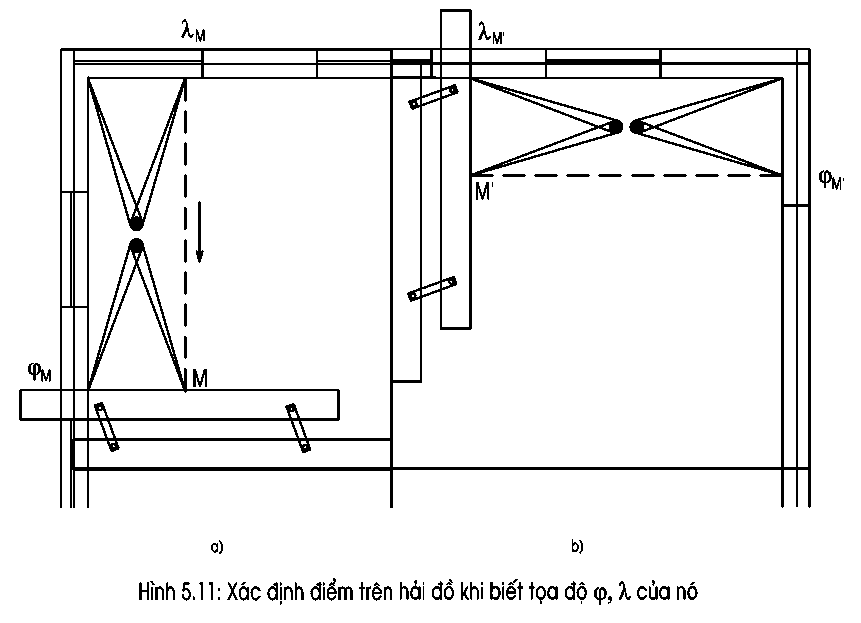 λM
λM'
M'
φM'
φM
M
a)
b)
Hình 5.11: Xác định điểm trên hải đồ khi biết tọa độ φ, λ của nó